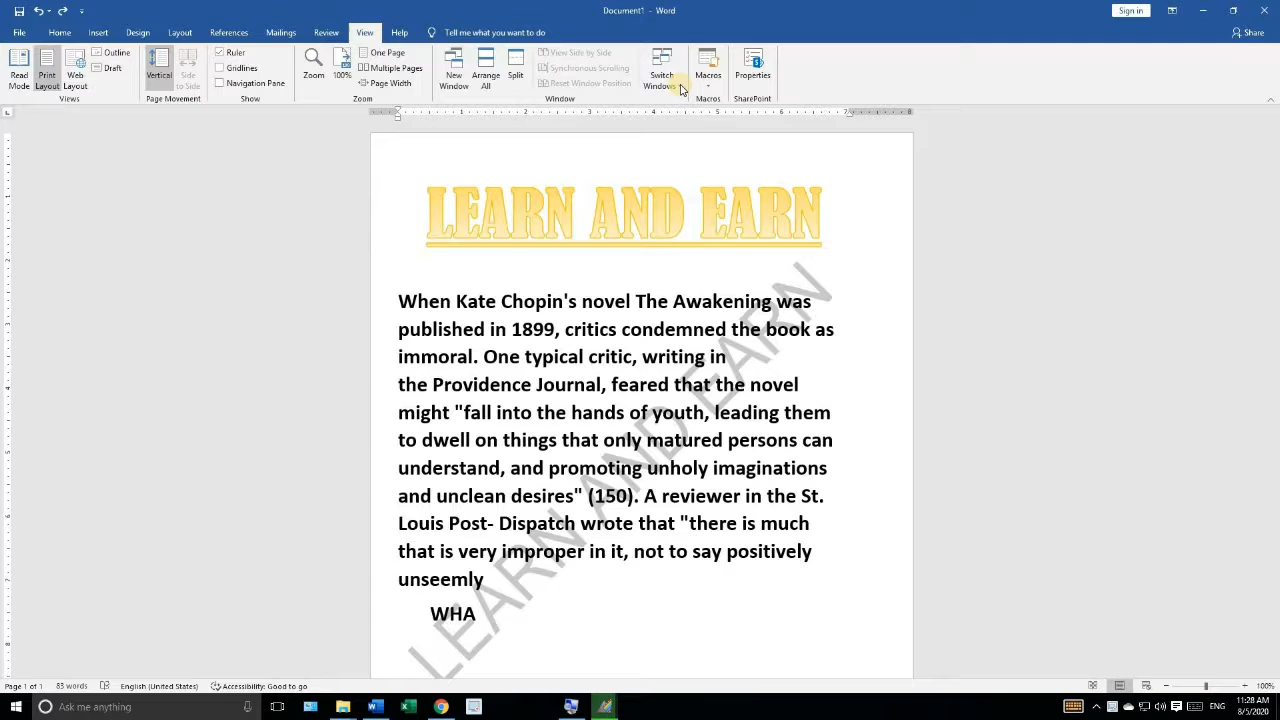 Document1 - Word
Sign in
File Home Insert Design Layout References Mailings Review View Help Tell me what you want to do Share
Read Mode
Print Layout
Web Layout
Outline
Draft
Views
Vertical
Side to Side
Page Movement
Ruler
Gridlines
Navigation Pane
Show
Zoom
100%
One Page
Multiple Pages
Page Width
Zoom
New Window
Arrange All
Split
View Side by Side
Synchronous Scrolling
Reset Window Position
Switch Windows
Window
Macros
Macros
Properties
SharePoint
1 2 3 4 5 6 7 8
LEARN AND EARN
When Kate Chopin's novel The Awakening was
published in 1899, critics condemned the book as
immoral. One typical critic, writing in
the Providence Journal, feared that the novel
might "fall into the hands of youth, leading them
to dwell on things that only matured persons can
understand, and promoting unholy imaginations
and unclean desires" (150). A reviewer in the St.
Louis Post- Dispatch wrote that "there is much
that is very improper in it, not to say positively
unseemly
WHA
LEARN AND EARN
Page 1 of 1 83 words English (United States) Accessibility: Good to go 100%
Ask me anything
ENG
11:28 AM
8/5/2020